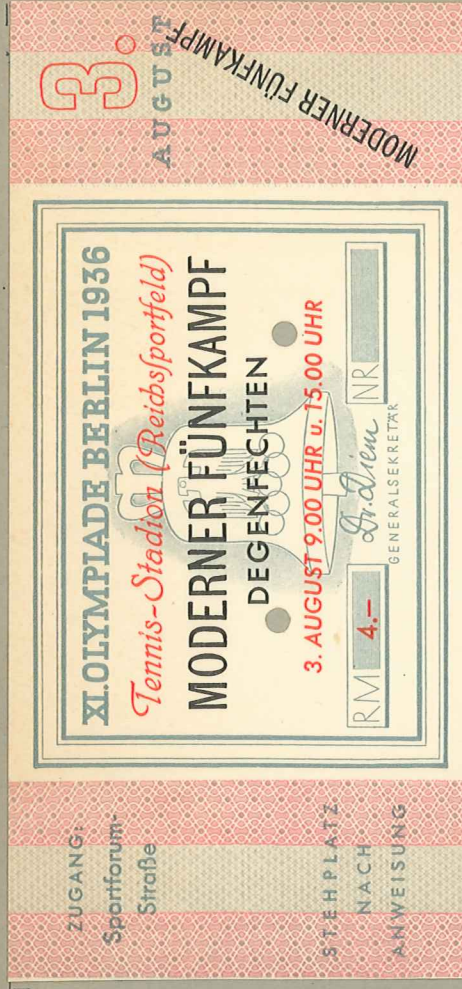 3.
AUGUST
MODERNER FÜNFKAMPF
XI. OLYMPIADE BERLIN 1936
Tennis-Stadion (Reichssportfeld)
MODERNER FÜNFKAMPF
DEGENFECHTEN
3. AUGUST 9.00 UHR u. 15.00 UHR
RM 4.–
Dr. Diem
GENERALSEKRETÄR
NR
ZUGANG:
Sportforum-
Straße
STEHPLATZ
NACH
ANWEISUNG